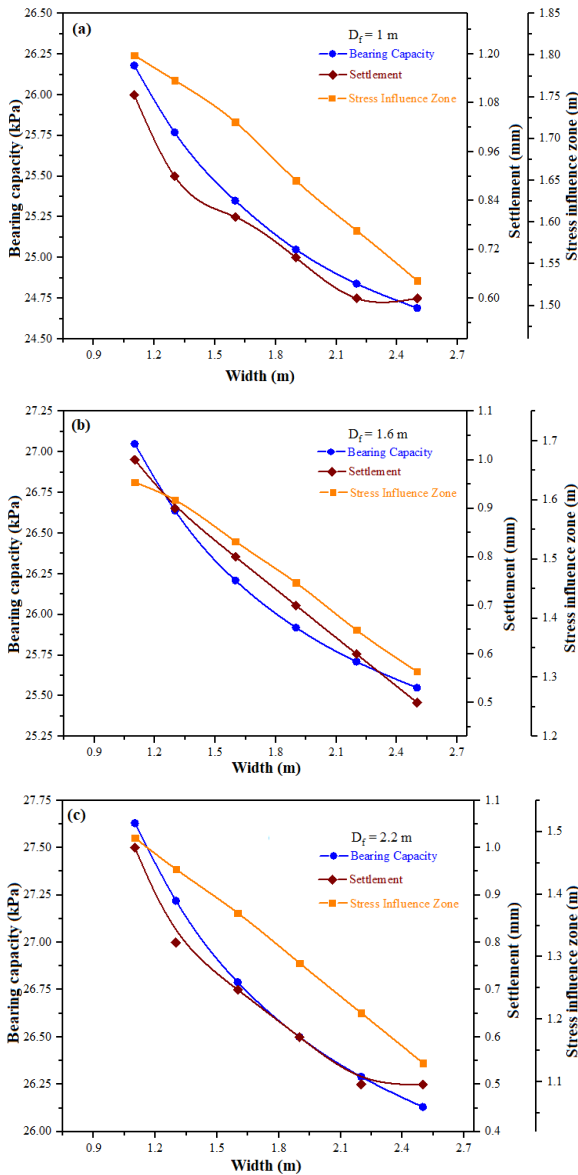 (a)
D_f = 1 m
Bearing Capacity
Settlement
Stress Influence Zone
Bearing capacity (kPa)
26.50
26.25
26.00
25.75
25.50
25.25
25.00
24.75
24.50
0.9 1.2 1.5 1.8 2.1 2.4 2.7
Width (m)
1.20
1.08
0.96
0.84
0.72
0.60
Settlement (mm)
1.85
1.80
1.75
1.70
1.65
1.60
1.55
1.50
Stress influence zone (m)
(b)
D_f = 1.6 m
Bearing Capacity
Settlement
Stress Influence Zone
Bearing capacity (kPa)
27.25
27.00
26.75
26.50
26.25
26.00
25.75
25.50
25.25
0.9 1.2 1.5 1.8 2.1 2.4 2.7
Width (m)
1.1
1.0
0.9
0.8
0.7
0.6
0.5
Settlement (mm)
1.7
1.6
1.5
1.4
1.3
1.2
Stress influence zone (m)
(c)
D_f = 2.2 m
Bearing Capacity
Settlement
Stress Influence Zone
Bearing capacity (kPa)
27.75
27.50
27.25
27.00
26.75
26.50
26.25
26.00
0.9 1.2 1.5 1.8 2.1 2.4 2.7
Width (m)
1.1
1.0
0.9
0.8
0.7
0.6
0.5
0.4
Settlement (mm)
1.5
1.4
1.3
1.2
1.1
Stress influence zone (m)